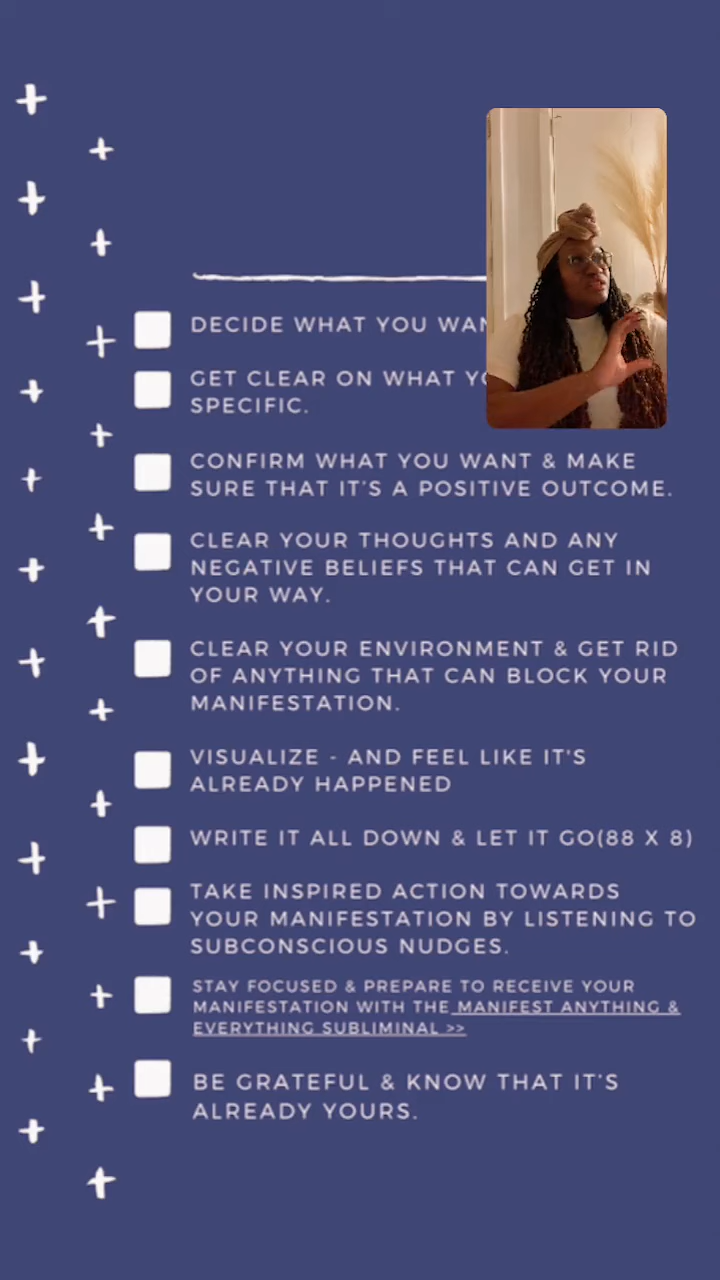 DECIDE WHAT YOU
GET CLEAR ON WHAT
SPECIFIC.
CONFIRM WHAT YOU WANT & MAKE
SURE THAT IT'S A POSITIVE OUTCOME.
CLEAR YOUR THOUGHTS AND ANY
NEGATIVE BELIEFS THAT CAN GET IN
YOUR WAY.
CLEAR YOUR ENVIRONMENT & GET RID
OF ANYTHING THAT CAN BLOCK YOUR
MANIFESTATION.
VISUALIZE - AND FEEL LIKE IT'S
ALREADY HAPPENED
WRITE IT ALL DOWN & LET IT GO(88 X 8)
TAKE INSPIRED ACTION TOWARDS
YOUR MANIFESTATION BY LISTENING TO
SUBCONSCIOUS NUDGES.
STAY FOCUSED & PREPARE TO RECEIVE YOUR
MANIFESTATION WITH THE MANIFEST ANYTHING &
EVERYTHING SUBLIMINAL >>
BE GRATEFUL & KNOW THAT IT'S
ALREADY YOURS.